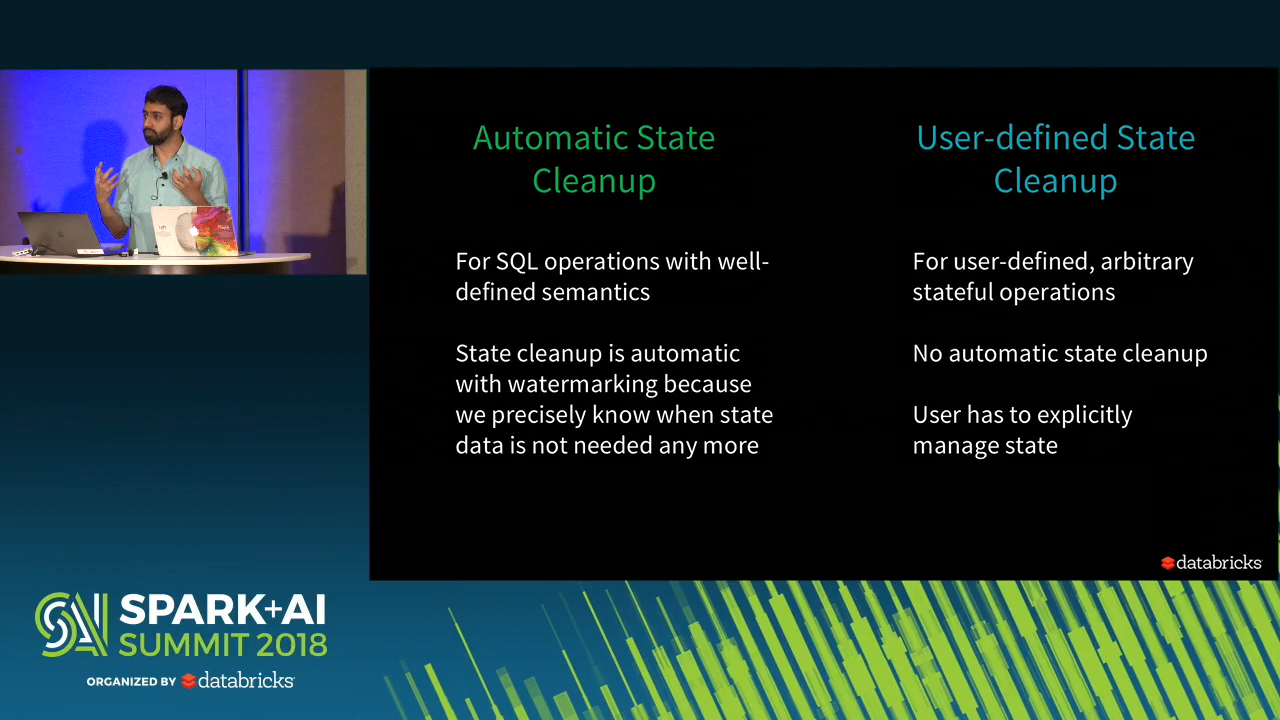 Automatic State
Cleanup
For SQL operations with well-
defined semantics
State cleanup is automatic
with watermarking because
we precisely know when state
data is not needed any more
User-defined State
Cleanup
For user-defined, arbitrary
stateful operations
No automatic state cleanup
User has to explicitly
manage state
databricks
SPARK+AI
SUMMIT 2018
ORGANIZED BY databricks